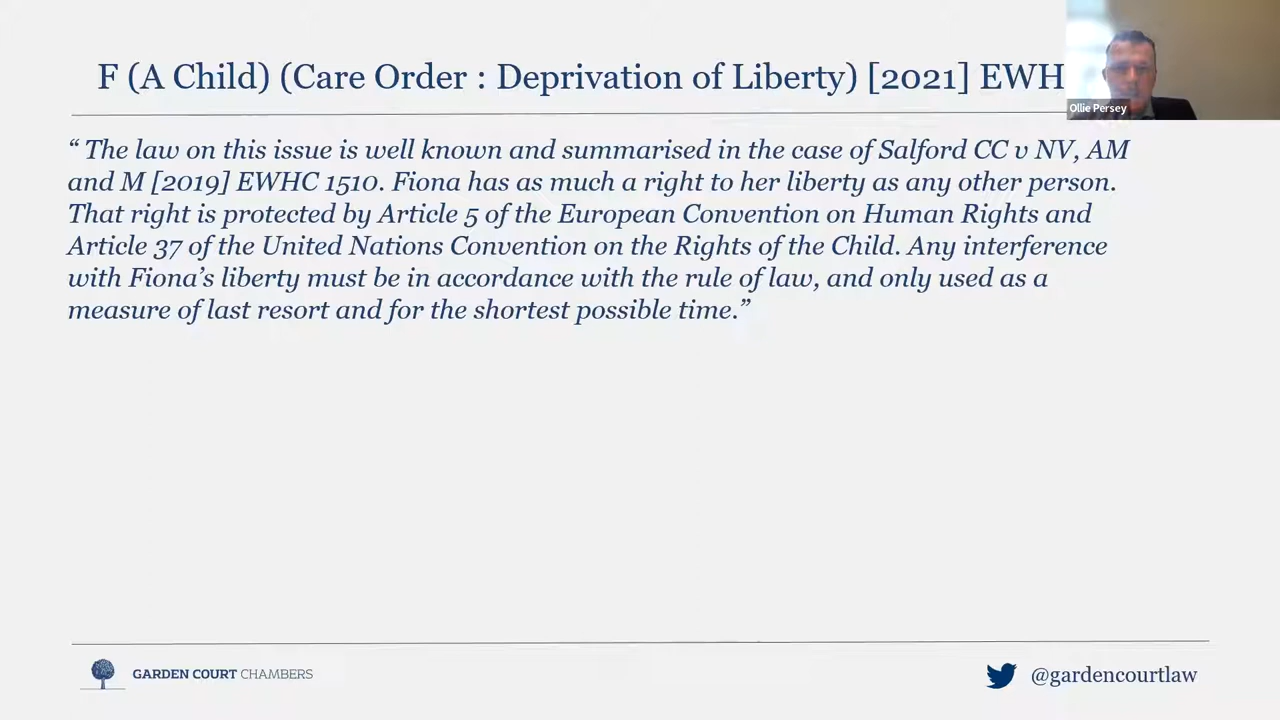 F (A Child) (Care Order : Deprivation of Liberty) [2021] EWH
Ollie Persey
“ The law on this issue is well known and summarised in the case of Salford CC v NV, AM
and M [2019] EWHC 1510. Fiona has as much a right to her liberty as any other person.
That right is protected by Article 5 of the European Convention on Human Rights and
Article 37 of the United Nations Convention on the Rights of the Child. Any interference
with Fiona’s liberty must be in accordance with the rule of law, and only used as a
measure of last resort and for the shortest possible time.”
GARDEN COURT CHAMBERS
@gardencourtlaw